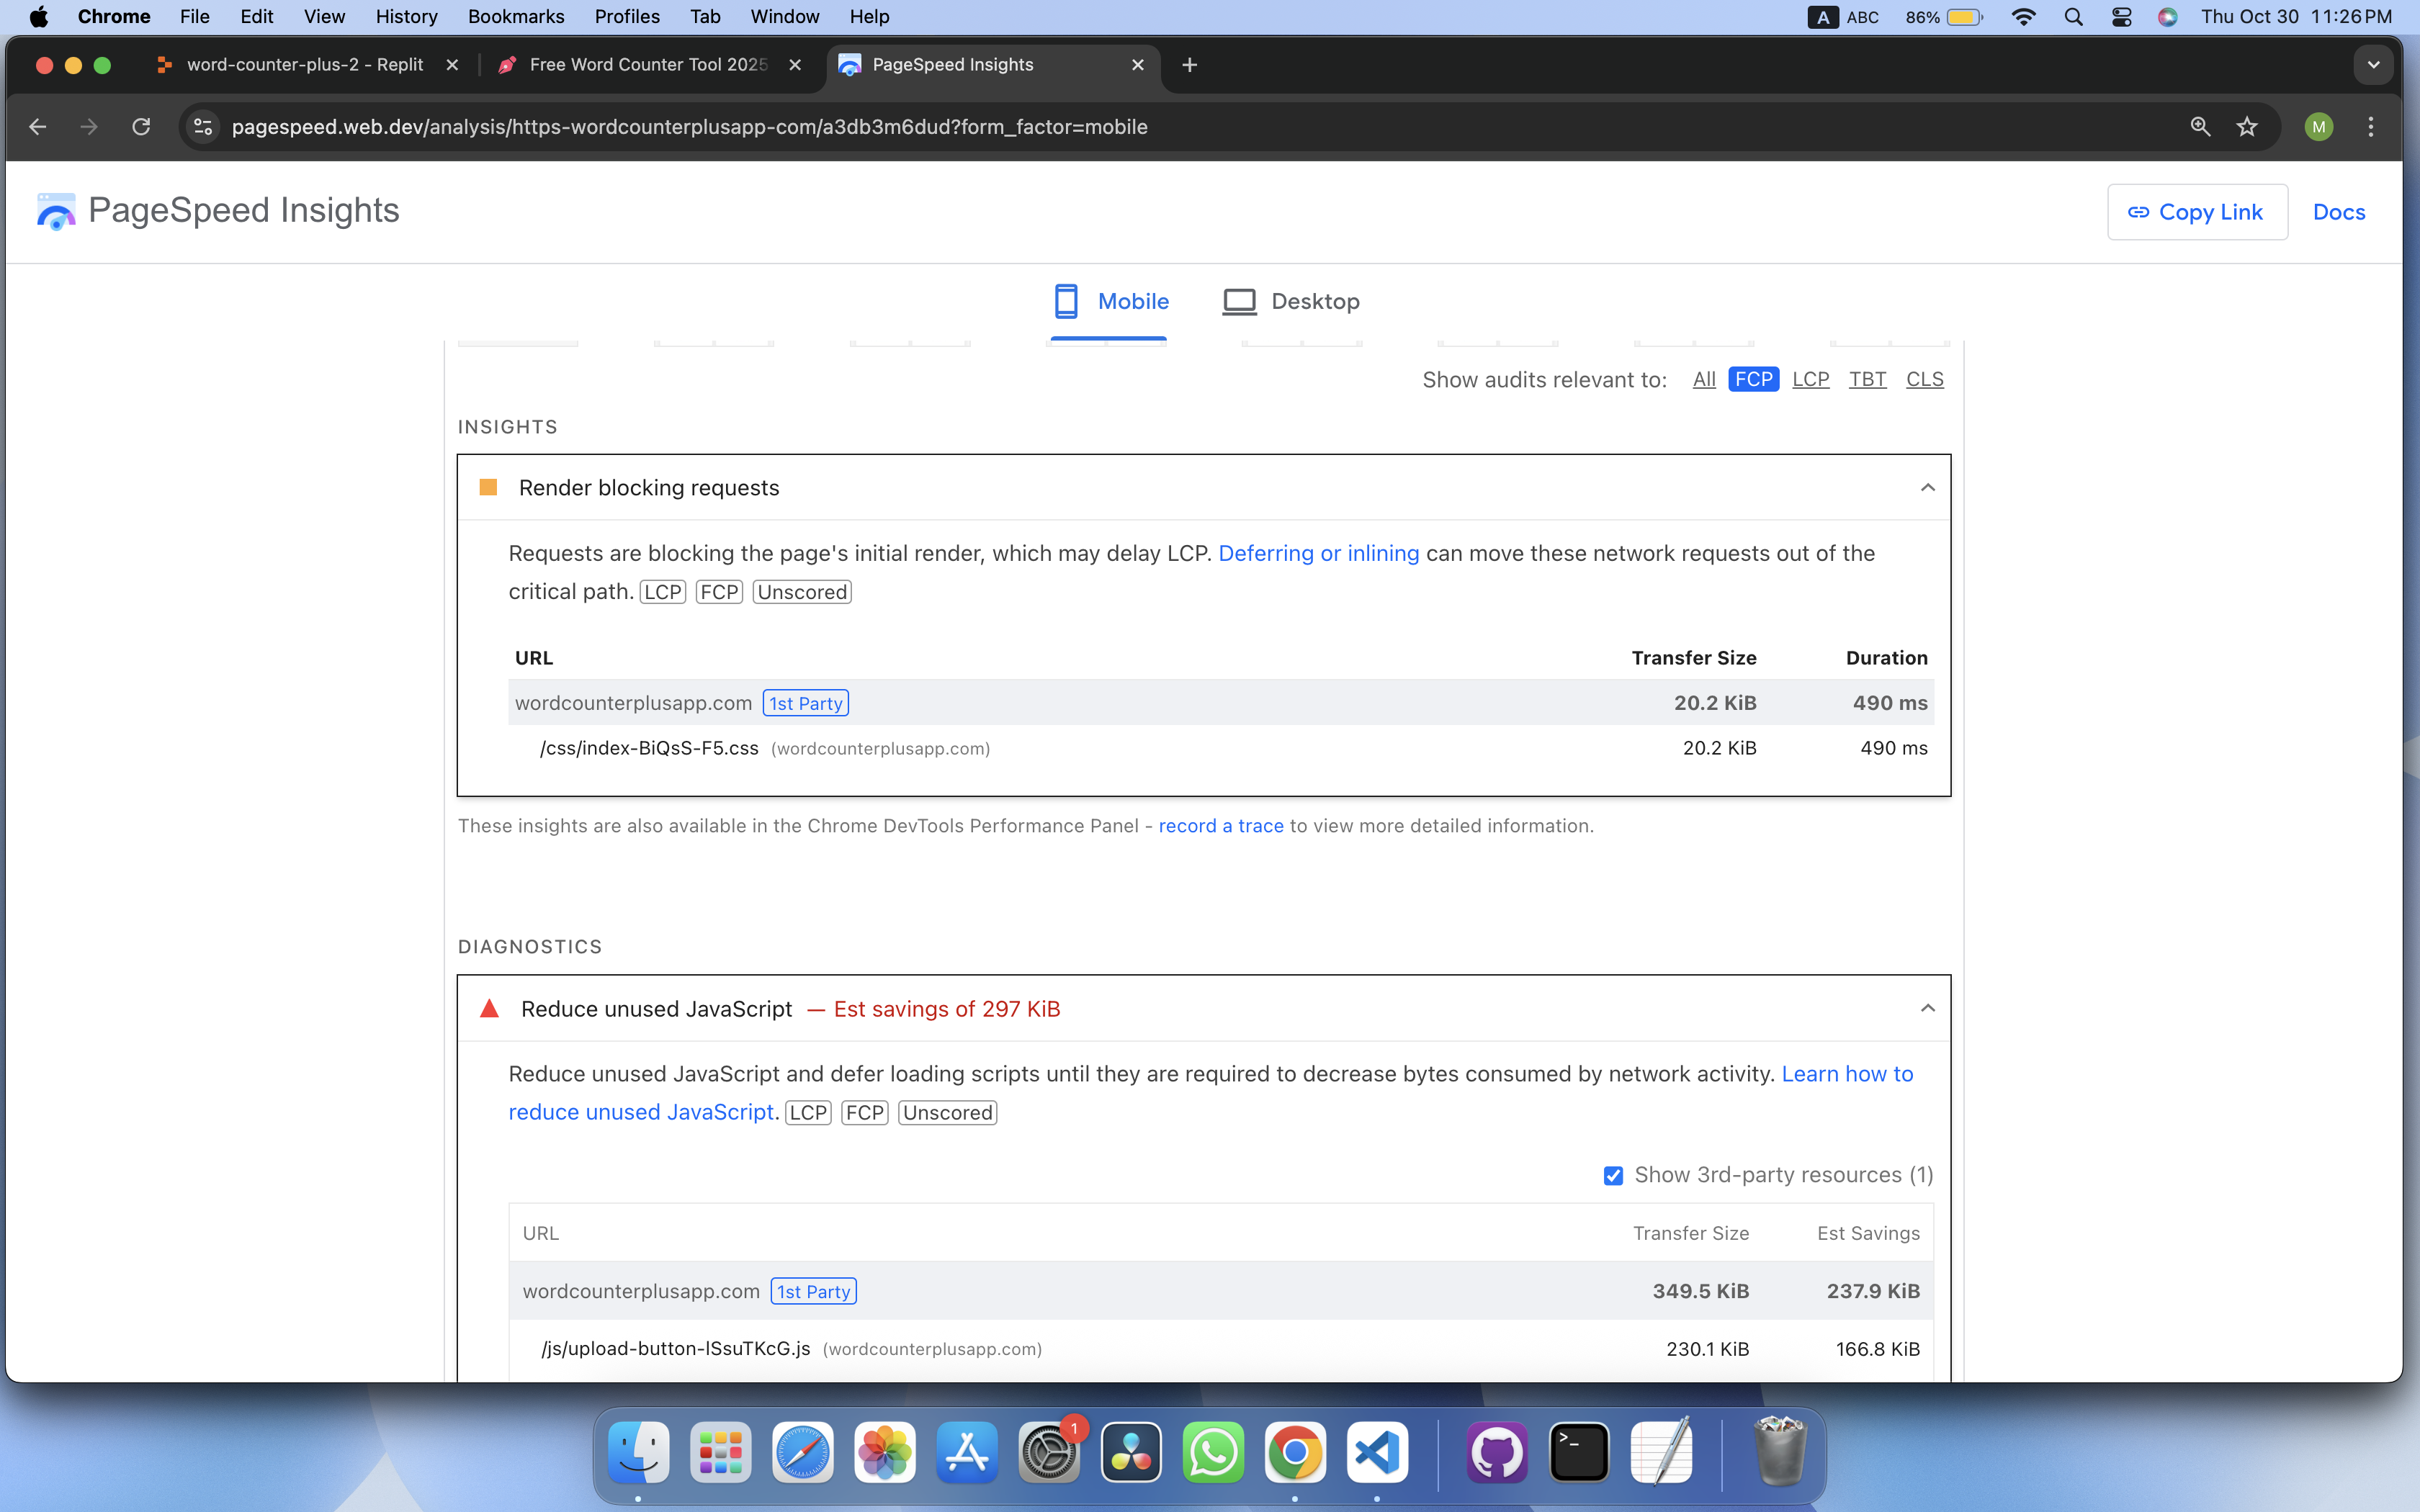 Chrome File Edit View History Bookmarks Profiles Tab Window Help A ABC 86% Thu Oct 30 11:26 PM
word-counter-plus-2 - Replit Free Word Counter Tool 2025 PageSpeed Insights
pagespeed.web.dev/analysis/https-wordcounterplusapp-com/a3db3m6dud?form_factor=mobile M
PageSpeed Insights Copy Link Docs
Mobile Desktop
Show audits relevant to: All FCP LCP TBT CLS
INSIGHTS
Render blocking requests
Requests are blocking the page's initial render, which may delay LCP. Deferring or inlining can move these network requests out of the
critical path. LCP FCP Unscored
URL Transfer Size Duration
wordcounterplusapp.com 1st Party 20.2 KiB 490 ms
/css/index-BiQsS-F5.css (wordcounterplusapp.com) 20.2 KiB 490 ms
These insights are also available in the Chrome DevTools Performance Panel - record a trace to view more detailed information.
DIAGNOSTICS
Reduce unused JavaScript — Est savings of 297 KiB
Reduce unused JavaScript and defer loading scripts until they are required to decrease bytes consumed by network activity. Learn how to
reduce unused JavaScript. LCP FCP Unscored
Show 3rd-party resources (1)
URL Transfer Size Est Savings
wordcounterplusapp.com 1st Party 349.5 KiB 237.9 KiB
/js/upload-button-lSsuTKcG.js (wordcounterplusapp.com) 230.1 KiB 166.8 KiB
1
>_